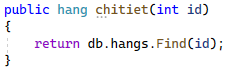 public hang chitiet(int id)
{
    return db.hangs.Find(id);
}